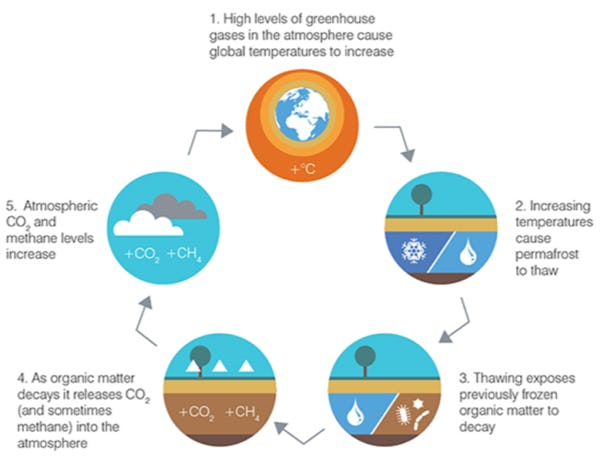 1. High levels of greenhouse
gases in the atmosphere cause
global temperatures to increase
+°C
2. Increasing
temperatures
cause
permafrost
to thaw
3. Thawing exposes
previously frozen
organic matter to
decay
4. As organic matter
decays it releases CO₂
(and sometimes
methane) into the
atmosphere
+CO₂ +CH₄
5. Atmospheric
CO₂ and
methane levels
increase
+CO₂ +CH₄